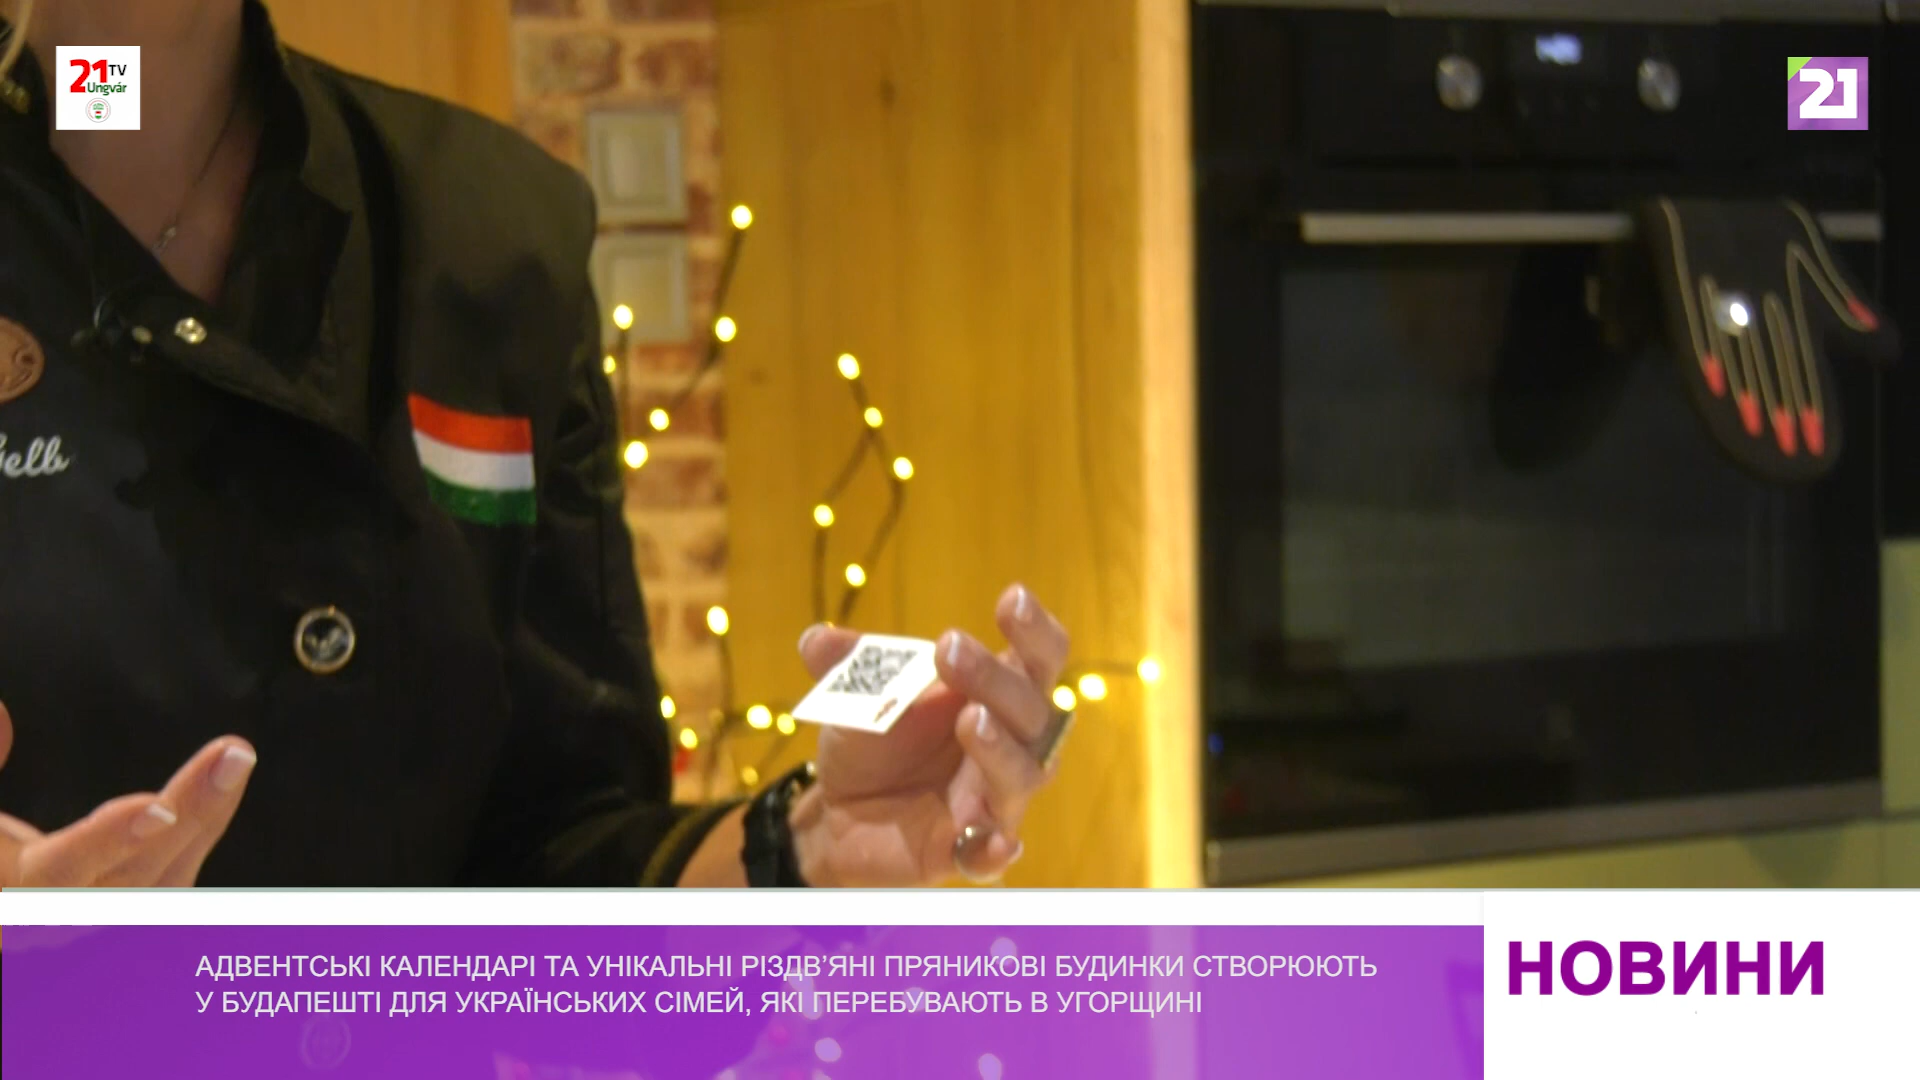 21 TV
Ungvár
21
АДВЕНТСЬКІ КАЛЕНДАРІ ТА УНІКАЛЬНІ РІЗДВ’ЯНІ ПРЯНИКОВІ БУДИНКИ СТВОРЮЮТЬ
У БУДАПЕШТІ ДЛЯ УКРАЇНСЬКИХ СІМЕЙ, ЯКІ ПЕРЕБУВАЮТЬ В УГОРЩИНІ
НОВИНИ